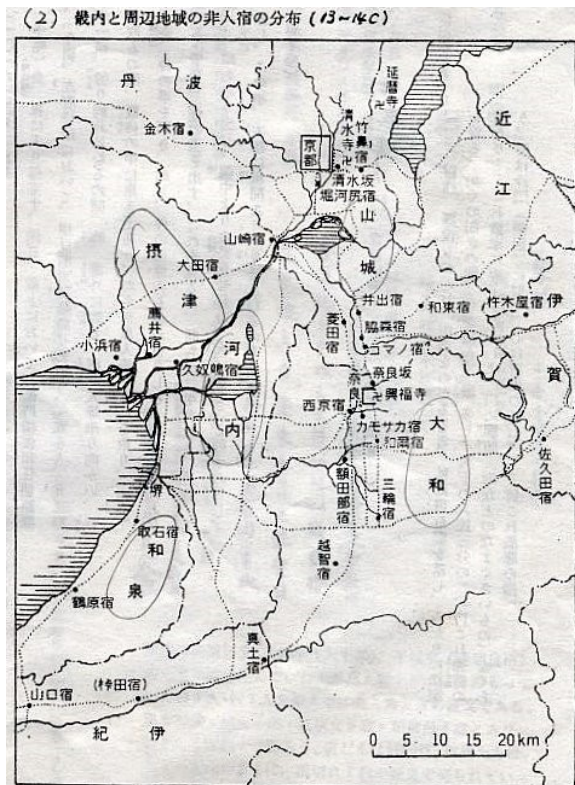 (2) 畿内と周辺地域の非人宿の分布 (13~14C)
丹波
金木宿
延暦寺
近江
京都
清水寺
竹鼻宿
清水坂
堀河尻宿
山城
山崎宿
摂津
大田宿
井出宿
和束宿
杵木屋宿
伊賀
菱田宿
脇森宿
コマノ宿
小浜宿
薦井宿
久奴嶋宿
河内
奈良坂
奈良
興福寺
西京宿
カモサカ宿
和爾宿
大和
佐久田宿
額田部宿
三輪宿
堺
取石宿
和泉
越智宿
鶴原宿
真土宿
山口宿
(桛田宿)
紀伊
0 5 10 15 20km